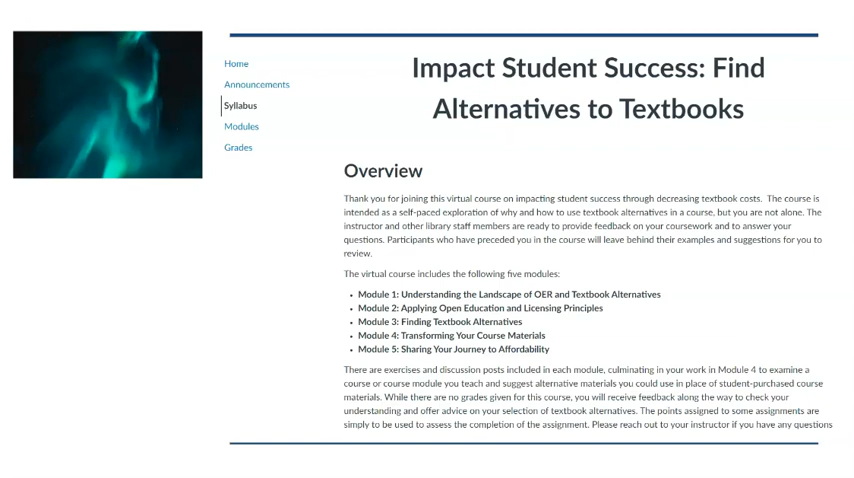 Home
Announcements
Syllabus
Modules
Grades
Impact Student Success: Find
Alternatives to Textbooks
Overview
Thank you for joining this virtual course on impacting student success through decreasing textbook costs. The course is
intended as a self-paced exploration of why and how to use textbook alternatives in a course, but you are not alone. The
instructor and other library staff members are ready to provide feedback on your coursework and to answer your
questions. Participants who have preceded you in the course will leave behind their examples and suggestions for you to
review.
The virtual course includes the following five modules:
• Module 1: Understanding the Landscape of OER and Textbook Alternatives
• Module 2: Applying Open Education and Licensing Principles
• Module 3: Finding Textbook Alternatives
• Module 4: Transforming Your Course Materials
• Module 5: Sharing Your Journey to Affordability
There are exercises and discussion posts included in each module, culminating in your work in Module 4 to examine a
course or course module you teach and suggest alternative materials you could use in place of student-purchased course
materials. While there are no grades given for this course, you will receive feedback along the way to check your
understanding and offer advice on your selection of textbook alternatives. The points assigned to some assignments are
simply to be used to assess the completion of the assignment. Please reach out to your instructor if you have any questions